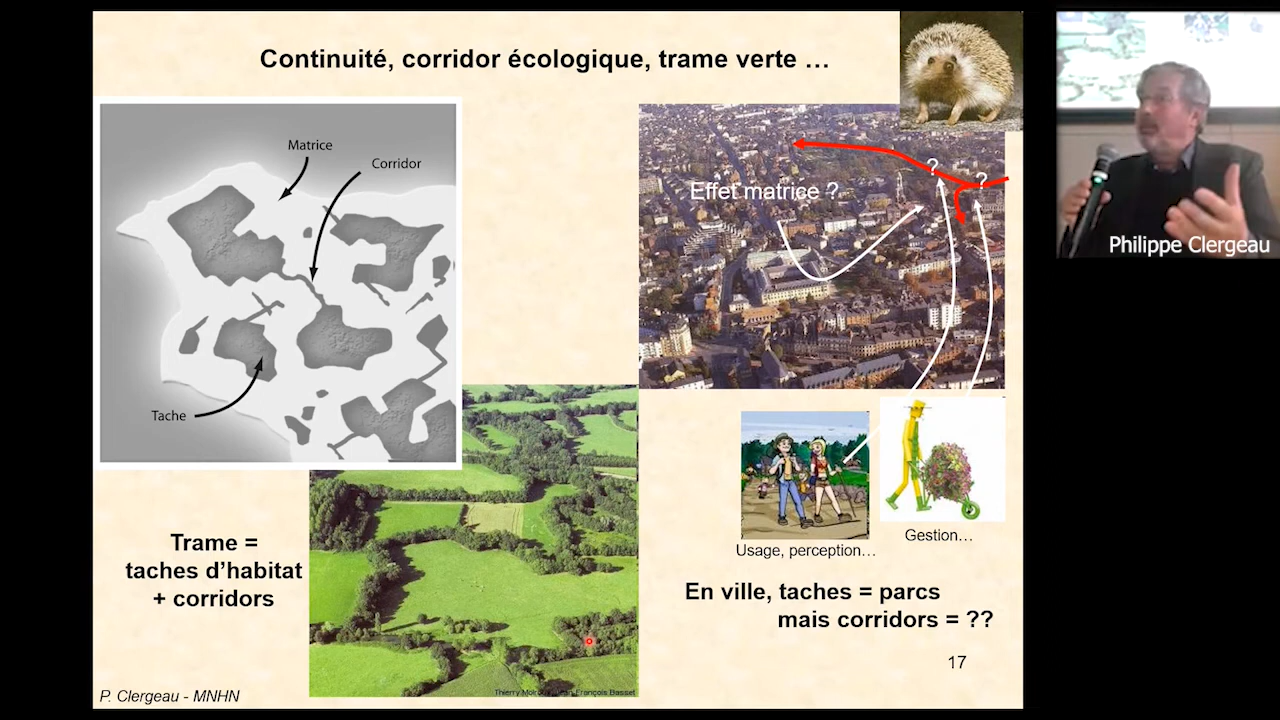 Continuité, corridor écologique, trame verte …
Matrice
Corridor
Tache
Effet matrice ?
?
?
Philippe Clergeau
Usage, perception…
Gestion…
Trame =
taches d’habitat
+ corridors
En ville, taches = parcs
mais corridors = ??
17
P. Clergeau - MNHN